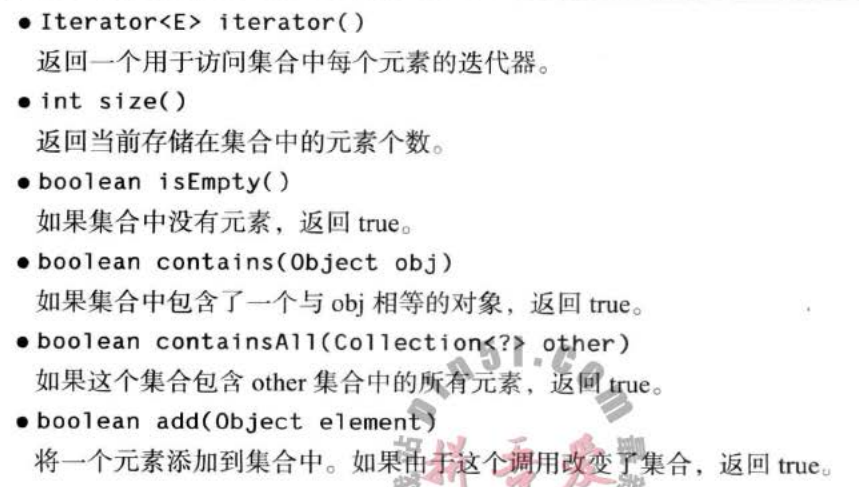 ● Iterator<E> iterator()
返回一个用于访问集合中每个元素的迭代器。
● int size()
返回当前存储在集合中的元素个数。
● boolean isEmpty()
如果集合中没有元素，返回 true。
● boolean contains(Object obj)
如果集合中包含了一个与 obj 相等的对象，返回 true。
● boolean containsAll(Collection<?> other)
如果这个集合包含 other 集合中的所有元素，返回 true。
● boolean add(Object element)
将一个元素添加到集合中。如果由于这个调用改变了集合，返回 true。